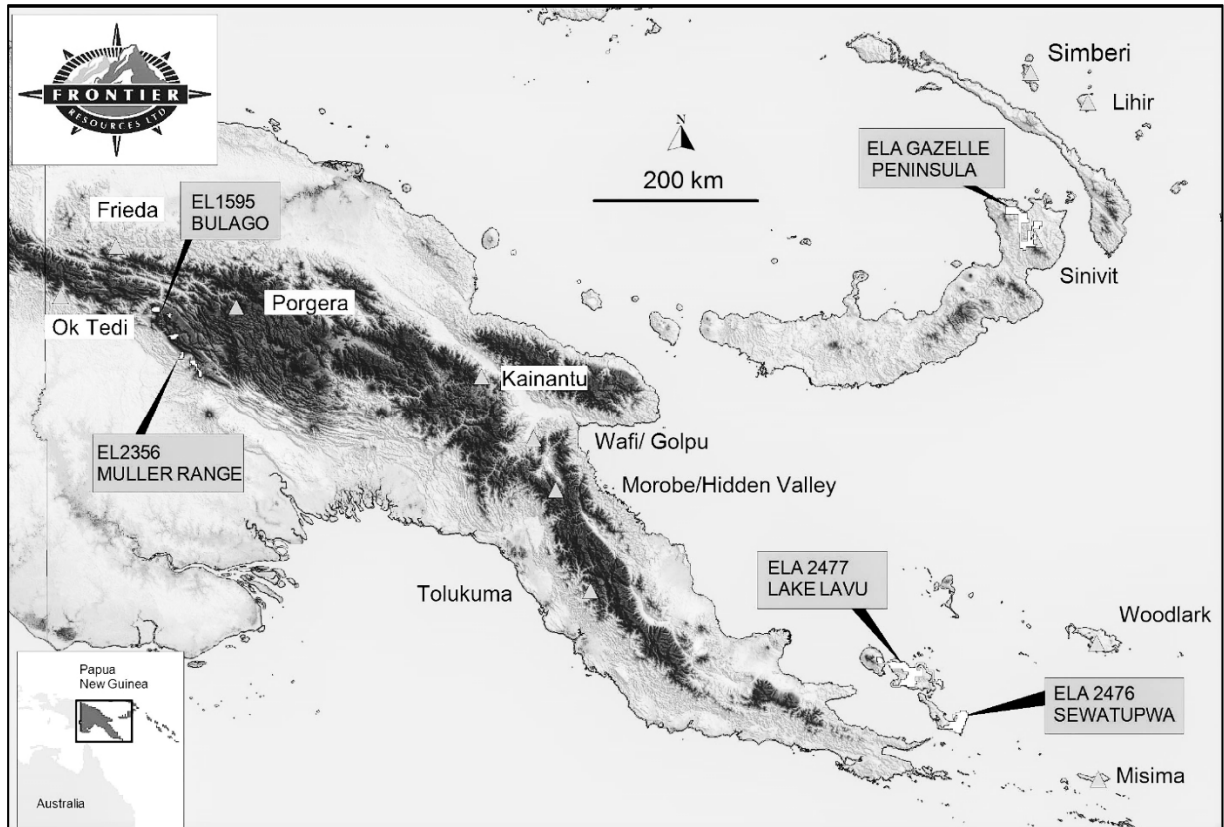 FRONTIER
RESOURCES LTD
Simberi
Lihir
N
200 km
ELA GAZELLE
PENINSULA
Sinivit
Frieda
EL1595
BULAGO
Porgera
Ok Tedi
Kainantu
EL2356
MULLER RANGE
Wafi/ Golpu
Morobe/Hidden Valley
Tolukuma
ELA 2477
LAKE LAVU
Woodlark
ELA 2476
SEWATUPWA
Misima
Papua
New Guinea
Australia